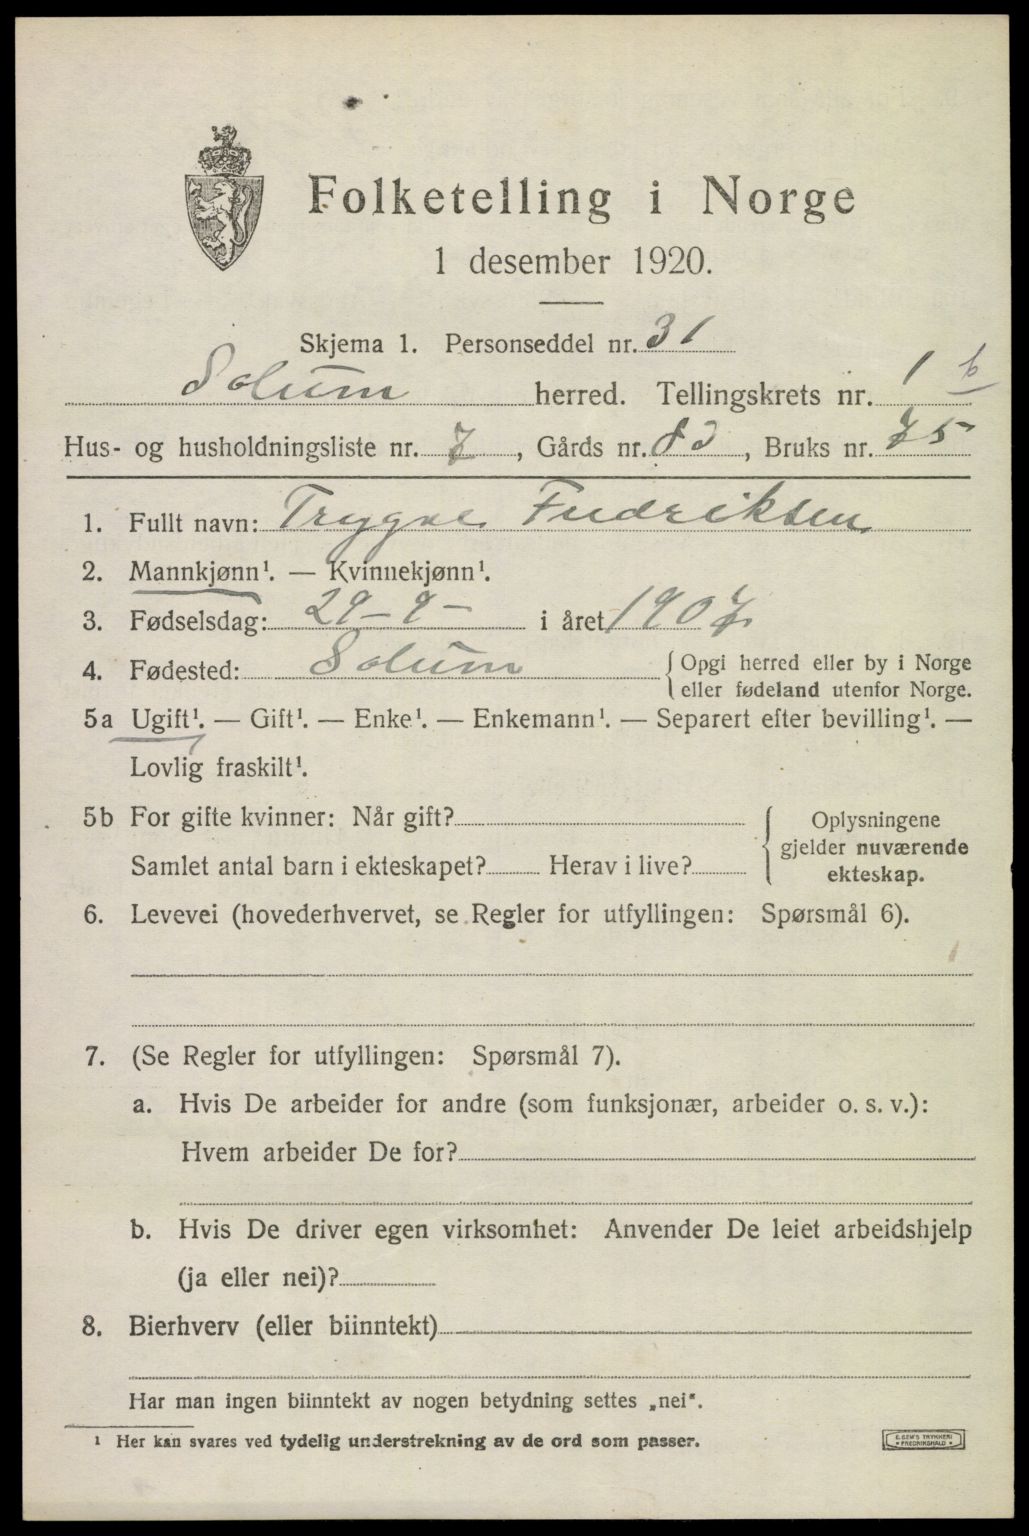 Folketelling i Norge
1 desember 1920.
Skjema 1. Personseddel nr. 31
Solum herred. Tellingskrets nr. 1 b
Hus- og husholdningsliste nr. 7, Gårds nr. 83, Bruks nr. 75
1. Fullt navn: Trygve Fredriksen
2. Mannkjønn¹. — Kvinnekjønn¹.
3. Fødselsdag: 29-9- i året 1907
4. Fødested: Solum {Opgi herred eller by i Norge
eller fødeland utenfor Norge.
5a Ugift¹. — Gift¹. — Enke¹. — Enkemann¹. — Separert efter bevilling¹. —
Lovlig fraskilt¹.
5b For gifte kvinner: Når gift? Oplysningene
gjelder nuværende
Samlet antal barn i ekteskapet? Herav i live? ekteskap.
6. Levevei (hovederhvervet, se Regler for utfyllingen: Spørsmål 6).
7. (Se Regler for utfyllingen: Spørsmål 7).
a. Hvis De arbeider for andre (som funksjonær, arbeider o. s. v.):
Hvem arbeider De for?
b. Hvis De driver egen virksomhet: Anvender De leiet arbeidshjelp
(ja eller nei)?
8. Bierhverv (eller biinntekt)
Har man ingen biinntekt av nogen betydning settes „nei".
¹ Her kan svares ved tydelig understrekning av de ord som passer.
E. SEM'S TRYKKERI
FREDRIKSHALD